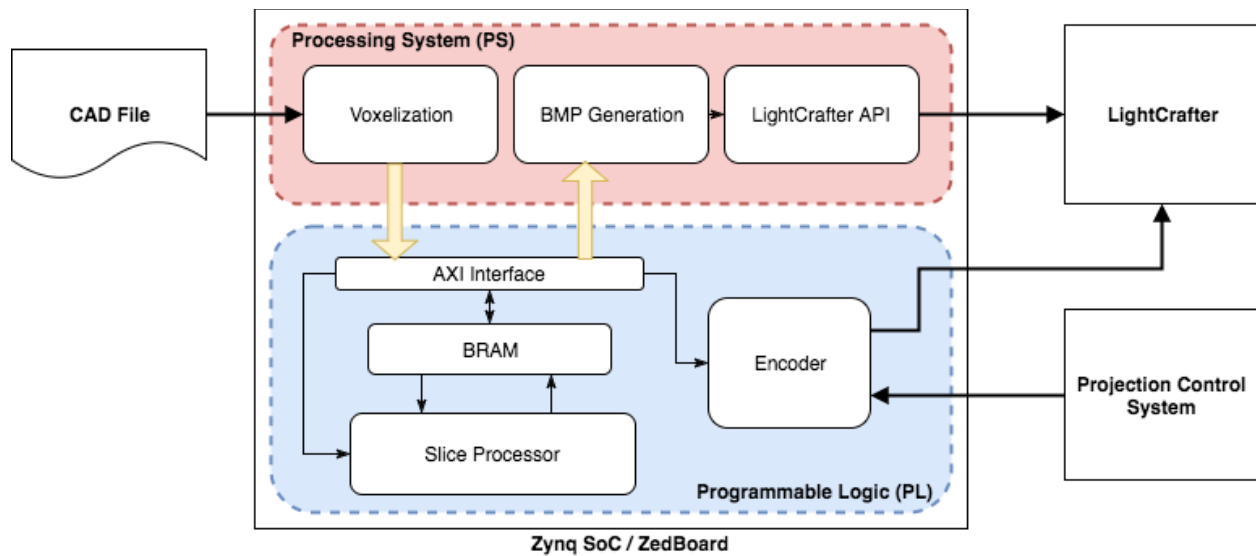 Processing System (PS)
CAD File
Voxelization
BMP Generation
LightCrafter API
LightCrafter
AXI Interface
BRAM
Encoder
Slice Processor
Projection Control
System
Programmable Logic (PL)
Zynq SoC / ZedBoard